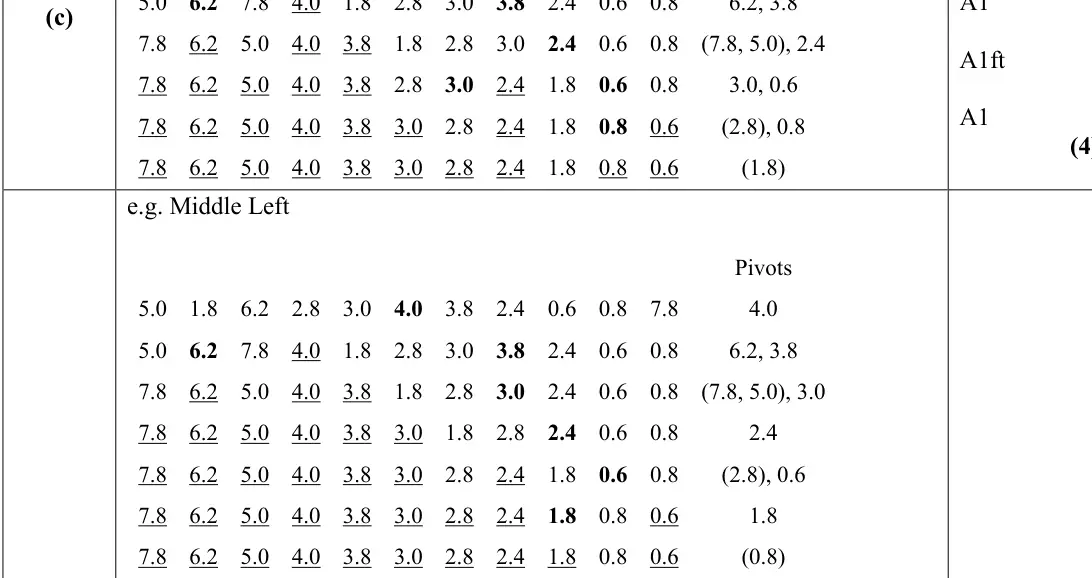 5.0 6.2 7.8 4.0 1.8 2.8 3.0 3.8 2.4 0.6 0.8 6.2, 3.8 A1
(c)
7.8 6.2 5.0 4.0 3.8 1.8 2.8 3.0 2.4 0.6 0.8 (7.8, 5.0), 2.4
A1ft
7.8 6.2 5.0 4.0 3.8 2.8 3.0 2.4 1.8 0.6 0.8 3.0, 0.6
A1
7.8 6.2 5.0 4.0 3.8 3.0 2.8 2.4 1.8 0.8 0.6 (2.8), 0.8
(4
7.8 6.2 5.0 4.0 3.8 3.0 2.8 2.4 1.8 0.8 0.6 (1.8)
e.g. Middle Left
Pivots
5.0 1.8 6.2 2.8 3.0 4.0 3.8 2.4 0.6 0.8 7.8 4.0
5.0 6.2 7.8 4.0 1.8 2.8 3.0 3.8 2.4 0.6 0.8 6.2, 3.8
7.8 6.2 5.0 4.0 3.8 1.8 2.8 3.0 2.4 0.6 0.8 (7.8, 5.0), 3.0
7.8 6.2 5.0 4.0 3.8 3.0 1.8 2.8 2.4 0.6 0.8 2.4
7.8 6.2 5.0 4.0 3.8 3.0 2.8 2.4 1.8 0.6 0.8 (2.8), 0.6
7.8 6.2 5.0 4.0 3.8 3.0 2.8 2.4 1.8 0.8 0.6 1.8
7.8 6.2 5.0 4.0 3.8 3.0 2.8 2.4 1.8 0.8 0.6 (0.8)